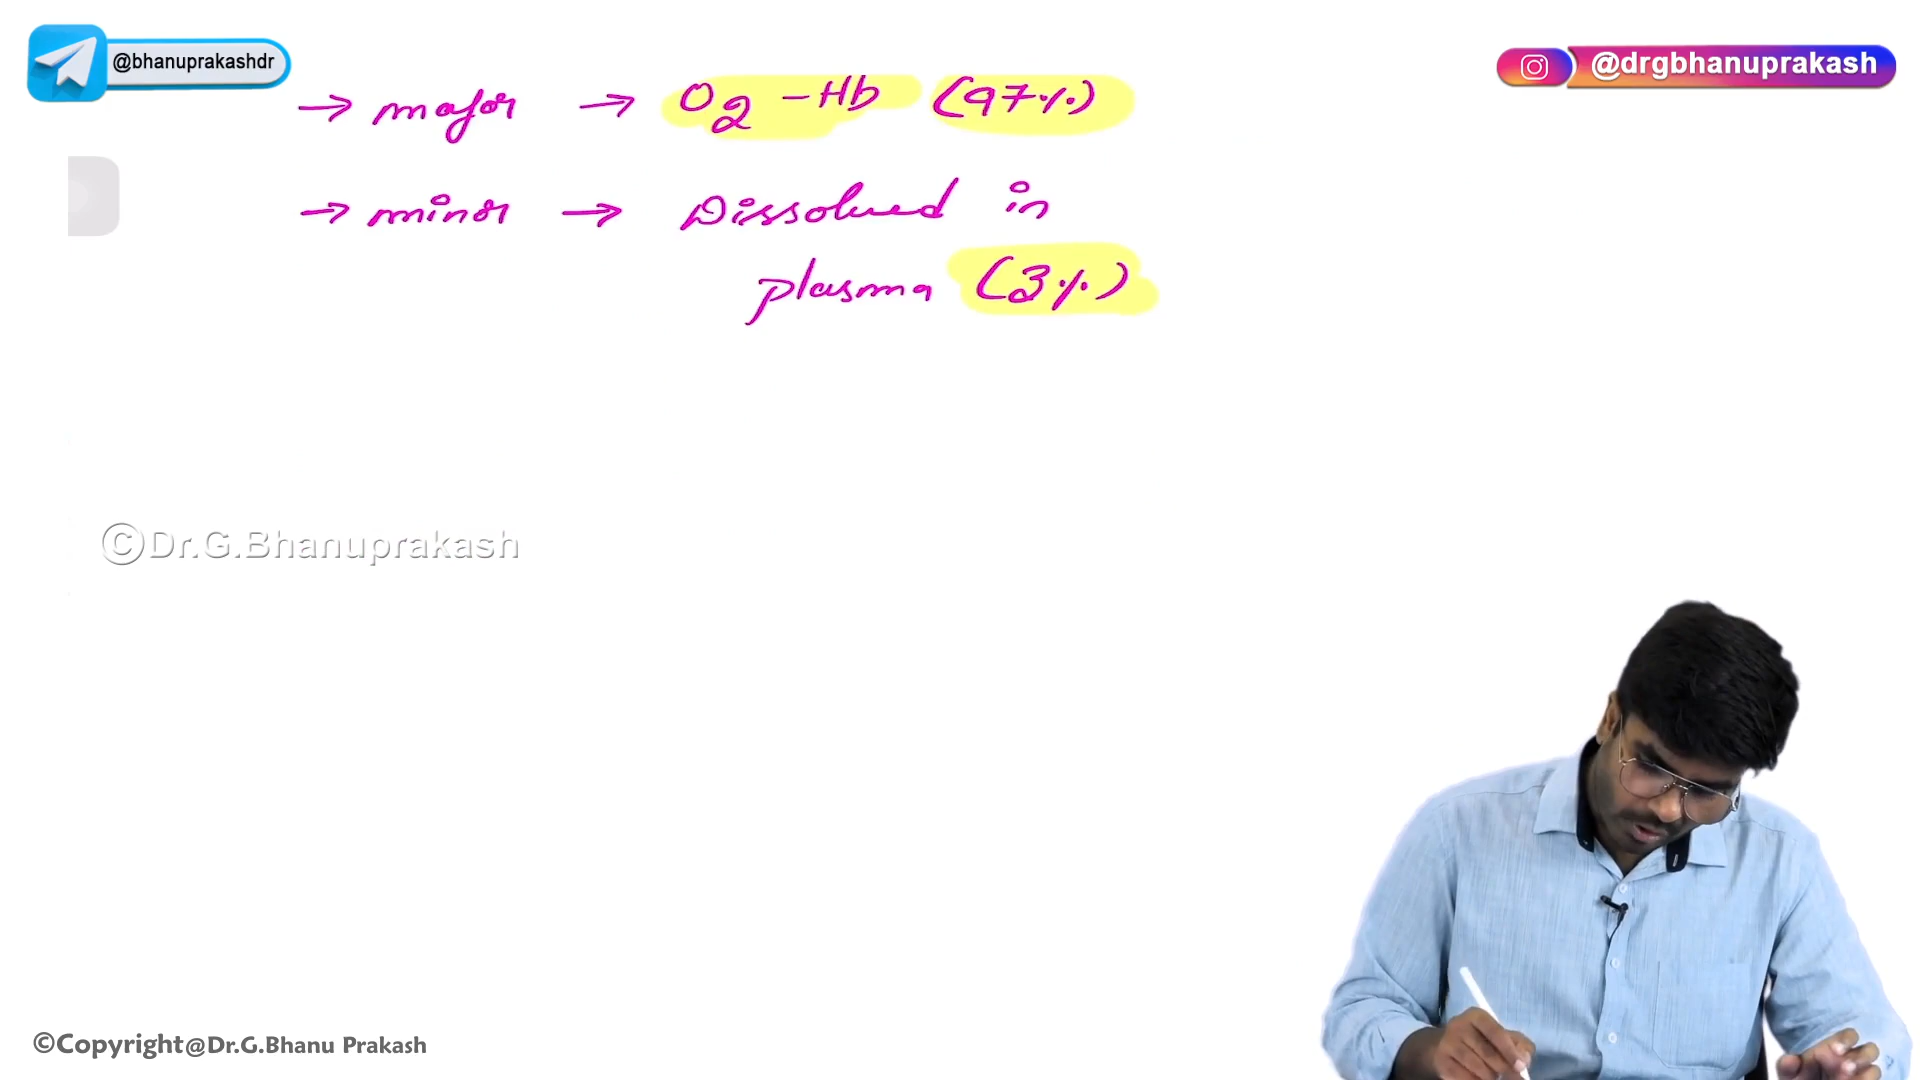 @bhanuprakashdr
@drgbhanuprakash
→ major → O2 - Hb (97%)
→ minor → Dissolved in
plasma (3%)
©Dr.G.Bhanuprakash
©Copyright@Dr.G.Bhanu Prakash